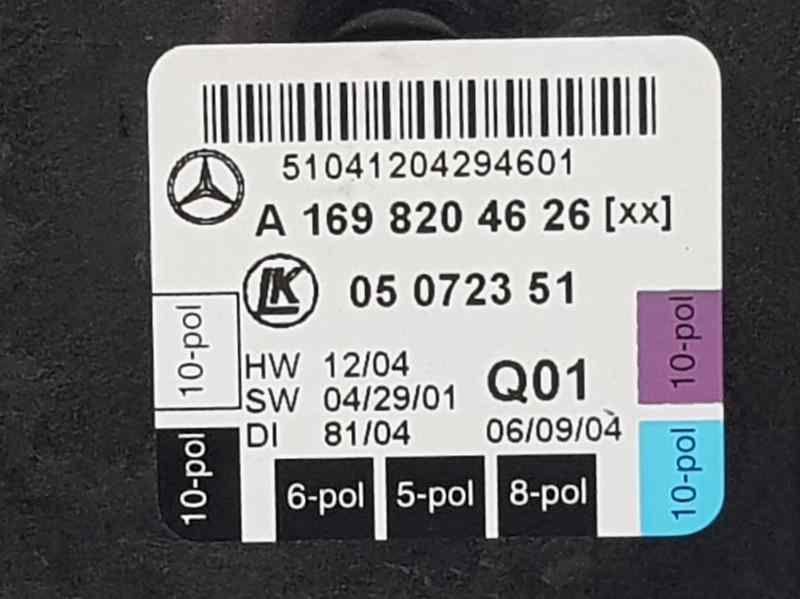 51041204294601
A 169 820 46 26 [xx]
LK 05 0723 51
10-pol
10-pol
HW 12/04
Q01
SW 04/29/01
DI 81/04
06/09/04
10-pol
6-pol
5-pol
8-pol
10-pol